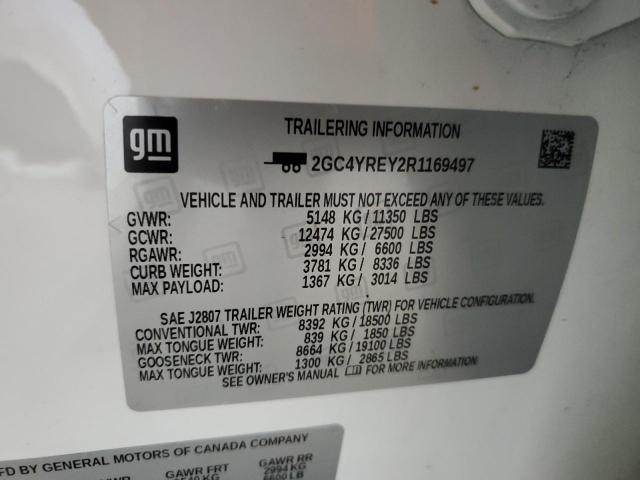 gm
TRAILERING INFORMATION
2GC4YREY2R1169497
VEHICLE AND TRAILER MUST NOT EXCEED ANY OF THESE VALUES.
GVWR: 5148 KG/11350 LBS
GCWR: 12474 KG/27500 LBS
RGAWR: 2994 KG/ 6600 LBS
CURB WEIGHT: 3781 KG/ 8336 LBS
MAX PAYLOAD: 1367 KG/ 3014 LBS
SAE J2807 TRAILER WEIGHT RATING (TWR) FOR VEHICLE CONFIGURATION.
CONVENTIONAL TWR: 8392 KG/18500 LBS
MAX TONGUE WEIGHT: 839 KG/ 1850 LBS
GOOSENECK TWR: 8664 KG/19100 LBS
MAX TONGUE WEIGHT: 1300 KG/ 2865 LBS
SEE OWNER'S MANUAL FOR MORE INFORMATION.
MFD BY GENERAL MOTORS OF CANADA COMPANY
GAWR FRT GAWR RR
2994 KG